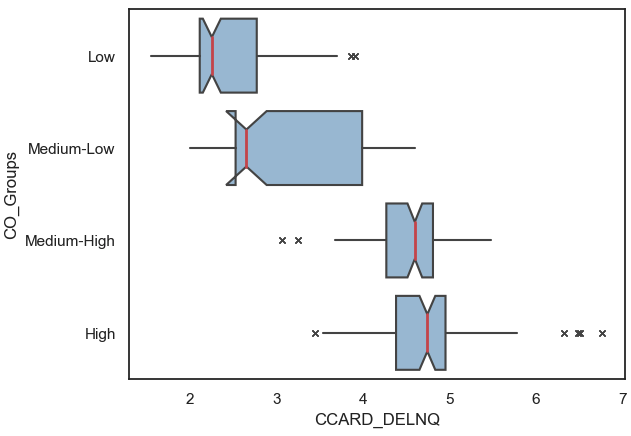 CO_Groups
Low
Medium-Low
Medium-High
High
2 3 4 5 6 7
CCARD_DELNQ